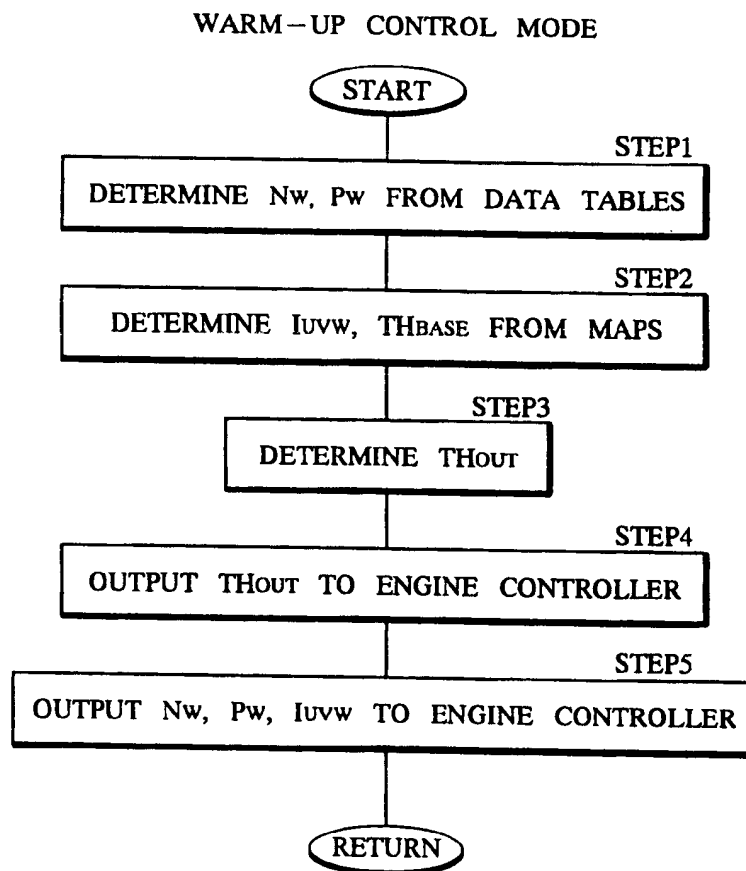 WARM-UP CONTROL MODE
START
STEP1
DETERMINE Nw, Pw FROM DATA TABLES
STEP2
DETERMINE IUVW, THBASE FROM MAPS
STEP3
DETERMINE THOUT
STEP4
OUTPUT THOUT TO ENGINE CONTROLLER
STEP5
OUTPUT Nw, Pw, IUVW TO ENGINE CONTROLLER
RETURN